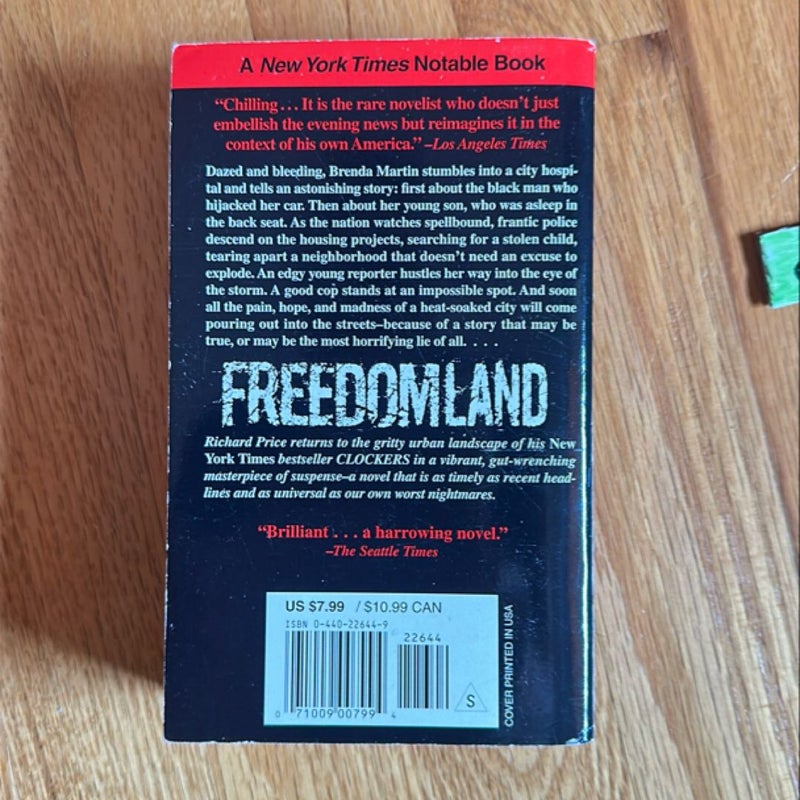 A New York Times Notable Book
“Chilling... It is the rare novelist who doesn’t just
embellish the evening news but reimagines it in the
context of his own America.” –Los Angeles Times
Dazed and bleeding, Brenda Martin stumbles into a city hospi-
tal and tells an astonishing story: first about the black man who
hijacked her car. Then about her young son, who was asleep in
the back seat. As the nation watches spellbound, frantic police
descend on the housing projects, searching for a stolen child,
tearing apart a neighborhood that doesn’t need an excuse to
explode. An edgy young reporter hustles her way into the eye of
the storm. A good cop stands at an impossible spot. And soon
all the pain, hope, and madness of a heat-soaked city will come
pouring out into the streets–because of a story that may be
true, or may be the most horrifying lie of all. . . .
FREEDOMLAND
Richard Price returns to the gritty urban landscape of his New
York Times bestseller CLOCKERS in a vibrant, gut-wrenching
masterpiece of suspense–a novel that is as timely as recent head-
lines and as universal as our own worst nightmares.
“Brilliant . . . a harrowing novel.”
–The Seattle Times
US $7.99 / $10.99 CAN
ISBN 0-440-22644-9
22644
0 71009 00799 4
S
COVER PRINTED IN USA